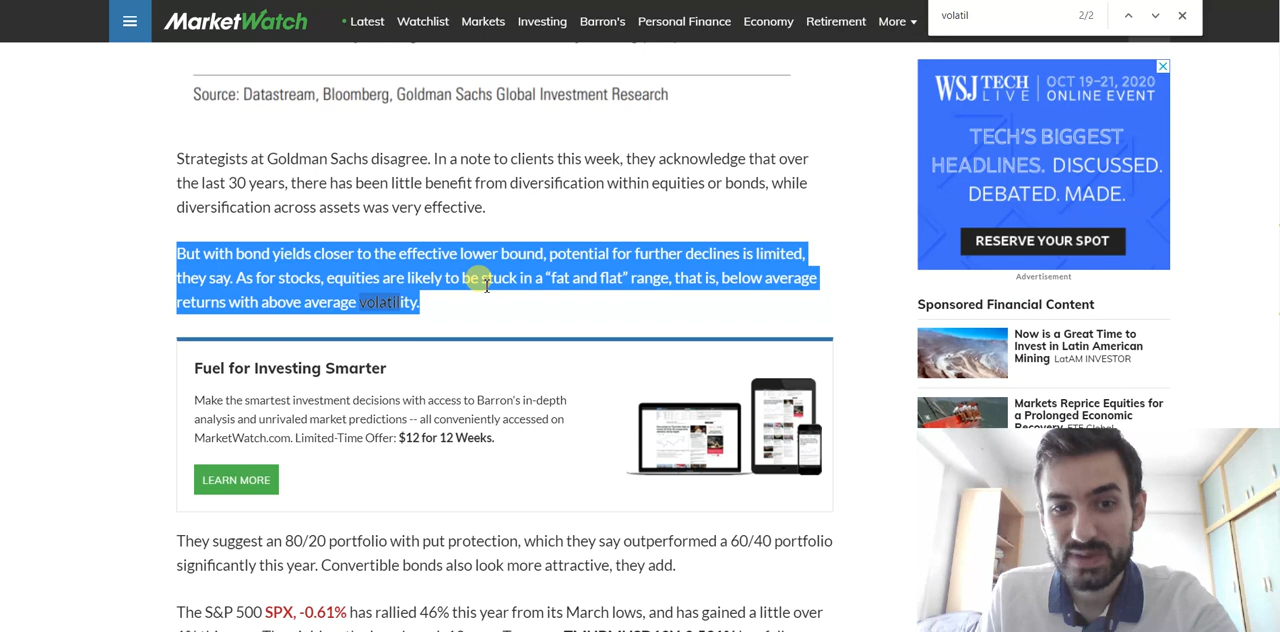 MarketWatch
Latest Watchlist Markets Investing Barron's Personal Finance Economy Retirement More
volatil 2/2
Source: Datastream, Bloomberg, Goldman Sachs Global Investment Research
Strategists at Goldman Sachs disagree. In a note to clients this week, they acknowledge that over
the last 30 years, there has been little benefit from diversification within equities or bonds, while
diversification across assets was very effective.
But with bond yields closer to the effective lower bound, potential for further declines is limited,
they say. As for stocks, equities are likely to be stuck in a “fat and flat” range, that is, below average
returns with above average volatility.
Fuel for Investing Smarter
Make the smartest investment decisions with access to Barron's in-depth
analysis and unrivaled market predictions -- all conveniently accessed on
MarketWatch.com. Limited-Time Offer: $12 for 12 Weeks.
LEARN MORE
They suggest an 80/20 portfolio with put protection, which they say outperformed a 60/40 portfolio
significantly this year. Convertible bonds also look more attractive, they add.
The S&P 500 SPX, -0.61% has rallied 46% this year from its March lows, and has gained a little over
WSJ TECH LIVE OCT 19-21, 2020 ONLINE EVENT
TECH'S BIGGEST
HEADLINES. DISCUSSED.
DEBATED. MADE.
RESERVE YOUR SPOT
Advertisement
Sponsored Financial Content
Now is a Great Time to
Invest in Latin American
Mining LatAM INVESTOR
Markets Reprice Equities for
a Prolonged Economic
Recovery